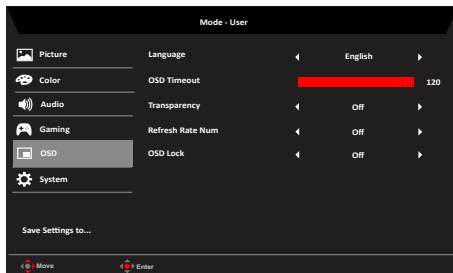 Mode - User
Picture
Language English
Color
OSD Timeout 120
Audio
Transparency Off
Gaming
Refresh Rate Num Off
OSD
OSD Lock Off
System
Save Settings to...
Move Enter